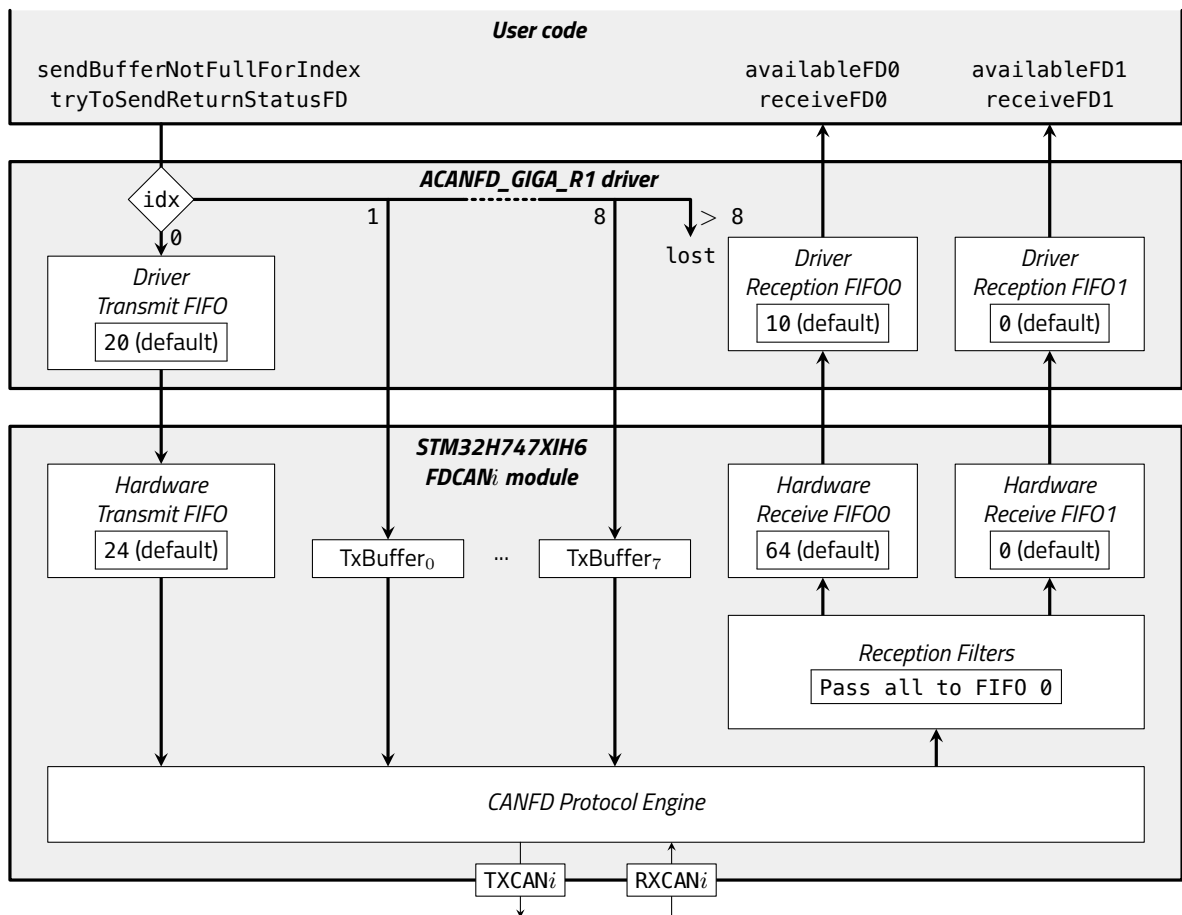 User code
sendBufferNotFullForIndex
tryToSendReturnStatusFD
availableFD0
receiveFD0
availableFD1
receiveFD1
ACANFD_GIGA_R1 driver
idx
0
1
8
> 8
lost
Driver
Transmit FIFO
20 (default)
Driver
Reception FIFO0
10 (default)
Driver
Reception FIFO1
0 (default)
STM32H747XIH6
FDCANi module
Hardware
Transmit FIFO
24 (default)
TxBuffer₀
...
TxBuffer₇
Hardware
Receive FIFO0
64 (default)
Hardware
Receive FIFO1
0 (default)
Reception Filters
Pass all to FIFO 0
CANFD Protocol Engine
TXCANi
RXCANi